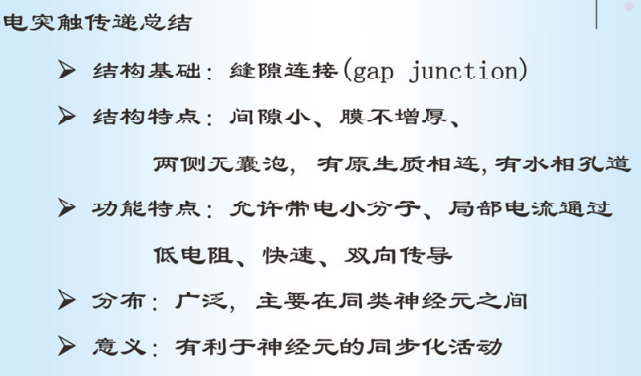 电突触传递总结
➢ 结构基础：缝隙连接(gap junction)
➢ 结构特点：间隙小、膜不增厚、
两侧无囊泡，有原生质相连,有水相孔道
➢ 功能特点：允许带电小分子、局部电流通过
低电阻、快速、双向传导
➢ 分布：广泛，主要在同类神经元之间
➢ 意义：有利于神经元的同步化活动